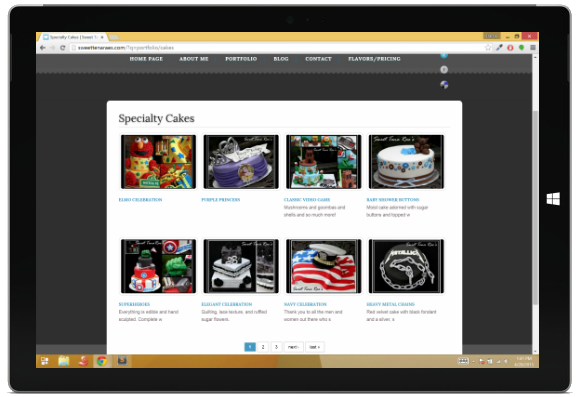 Specialty Cakes | Sweet T
sweettenaraes.com/?q=portfolio/cakes
HOME PAGE ABOUT ME PORTFOLIO BLOG CONTACT FLAVORS/PRICING
Specialty Cakes
ELMO CELEBRATION
PURPLE PRINCESS
CLASSIC VIDEO GAME
Mushrooms and goombas and
shells and so much more!
BABY SHOWER BUTTONS
Moist cake adorned with sugar
buttons and topped w
METALLICA
SUPERHEROES
Everything is edible and hand
sculpted. Complete w
ELEGANT CELEBRATION
Quilting, lace texture, and ruffled
sugar flowers.
NAVY CELEBRATION
Thank you to all the men and
women out there who s
HEAVY METAL CHAINS
Red velvet cake with black fondant
and a silver, s
1 2 3 next › last »